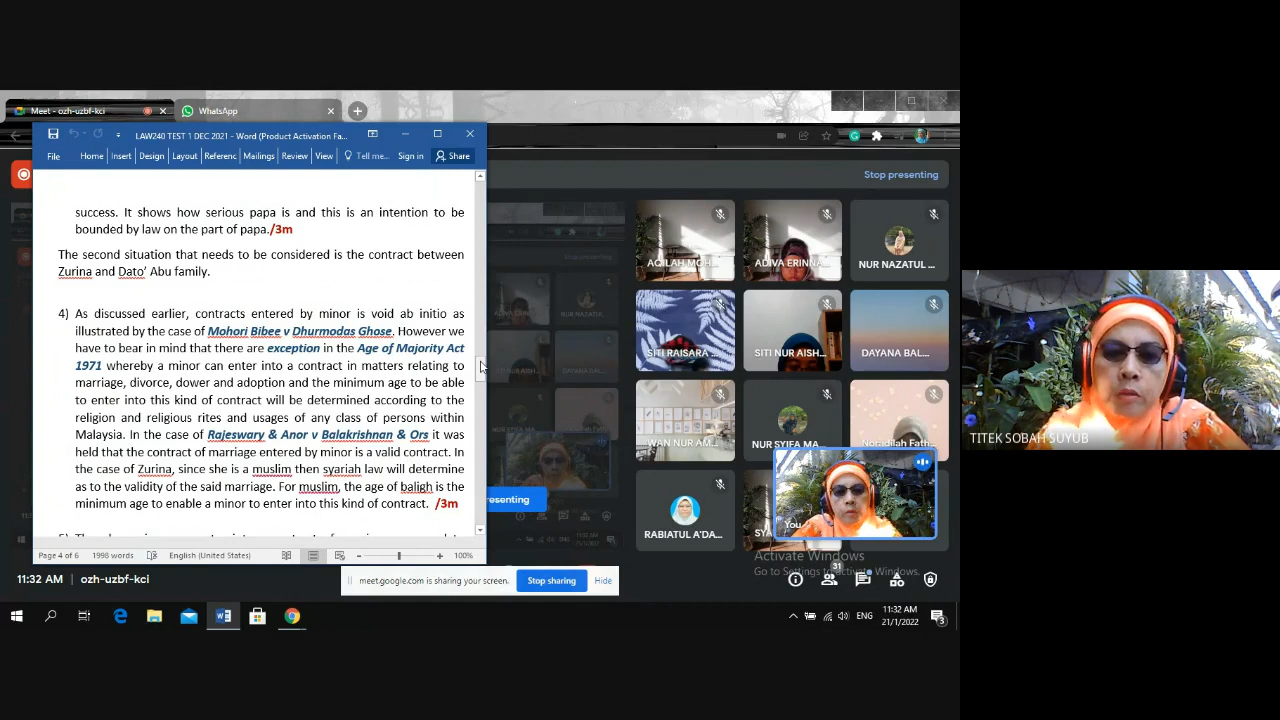 Meet - ozh-uzbf-kci
WhatsApp
LAW240 TEST 1 DEC 2021 - Word (Product Activation Fa...
File Home Insert Design Layout Referenc Mailings Review View Tell me... Sign in Share
Stop presenting
success. It shows how serious papa is and this is an intention to be
bounded by law on the part of papa./3m
The second situation that needs to be considered is the contract between
Zurina and Dato' Abu family.
4) As discussed earlier, contracts entered by minor is void ab initio as
illustrated by the case of Mohori Bibee v Dhurmodas Ghose. However we
have to bear in mind that there are exception in the Age of Majority Act
1971 whereby a minor can enter into a contract in matters relating to
marriage, divorce, dower and adoption and the minimum age to be able
to enter into this kind of contract will be determined according to the
religion and religious rites and usages of any class of persons within
Malaysia. In the case of Rajeswary & Anor v Balakrishnan & Ors it was
held that the contract of marriage entered by minor is a valid contract. In
the case of Zurina, since she is a muslim then syariah law will determine
as to the validity of the said marriage. For muslim, the age of baligh is the
minimum age to enable a minor to enter into this kind of contract. /3m
Page 4 of 6 1998 words English (United States) 100%
AQILAH MOH...
ADIVA ERINNA...
NUR NAZATUL ...
SITI RAISARA ...
SITI NUR AISH...
DAYANA BAL...
WAN NUR AM...
NUR SYIFA MA...
Noradilah Fath...
RABIATUL A'DA...
You
TITEK SOBAH SUYUB
Activate Windows
Go to Settings to activate Windows.
11:32 AM ozh-uzbf-kci
meet.google.com is sharing your screen.
Stop sharing
Hide
31
ENG
11:32 AM
21/1/2022
3